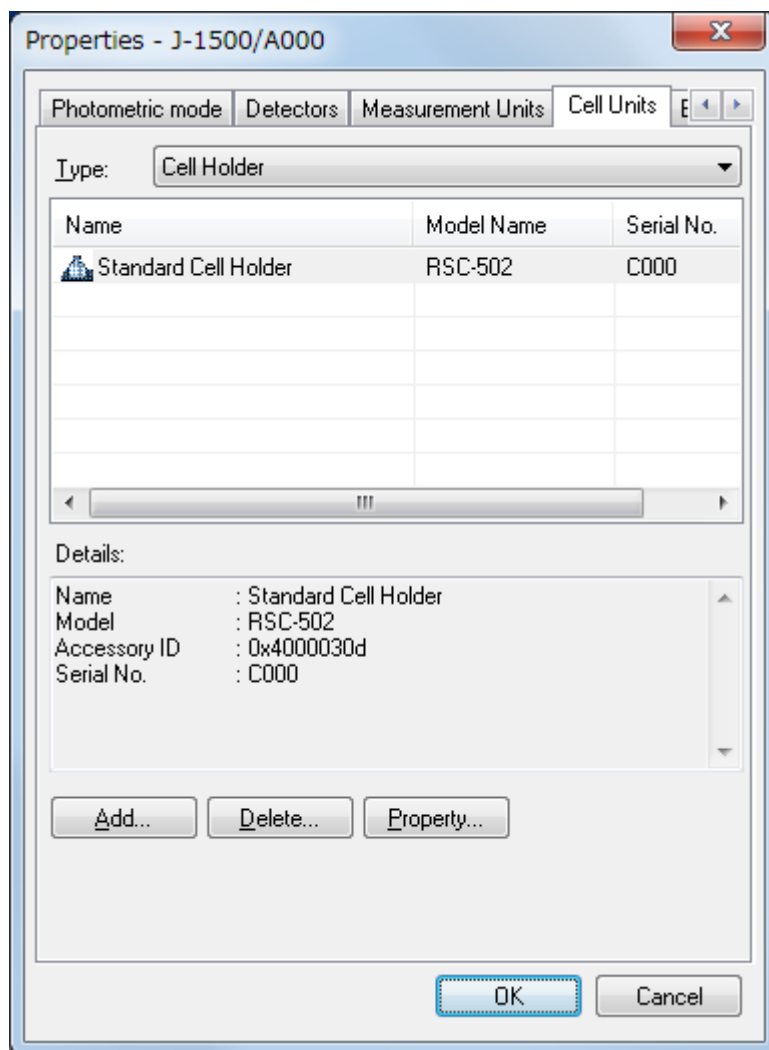 Properties - J-1500/A000
Photometric mode Detectors Measurement Units Cell Units
Type: Cell Holder
Name Model Name Serial No.
Standard Cell Holder RSC-502 C000
Details:
Name : Standard Cell Holder
Model : RSC-502
Accessory ID : 0x4000030d
Serial No. : C000
Add... Delete... Property...
OK Cancel